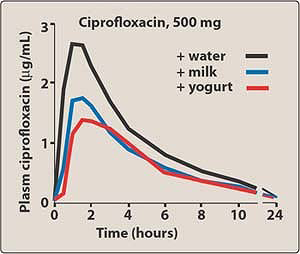 Ciprofloxacin, 500 mg
+ water
+ milk
+ yogurt
Plasm ciprofloxacin (µg/mL)
3
2
1
0
0 2 4 6 8 10 24
Time (hours)